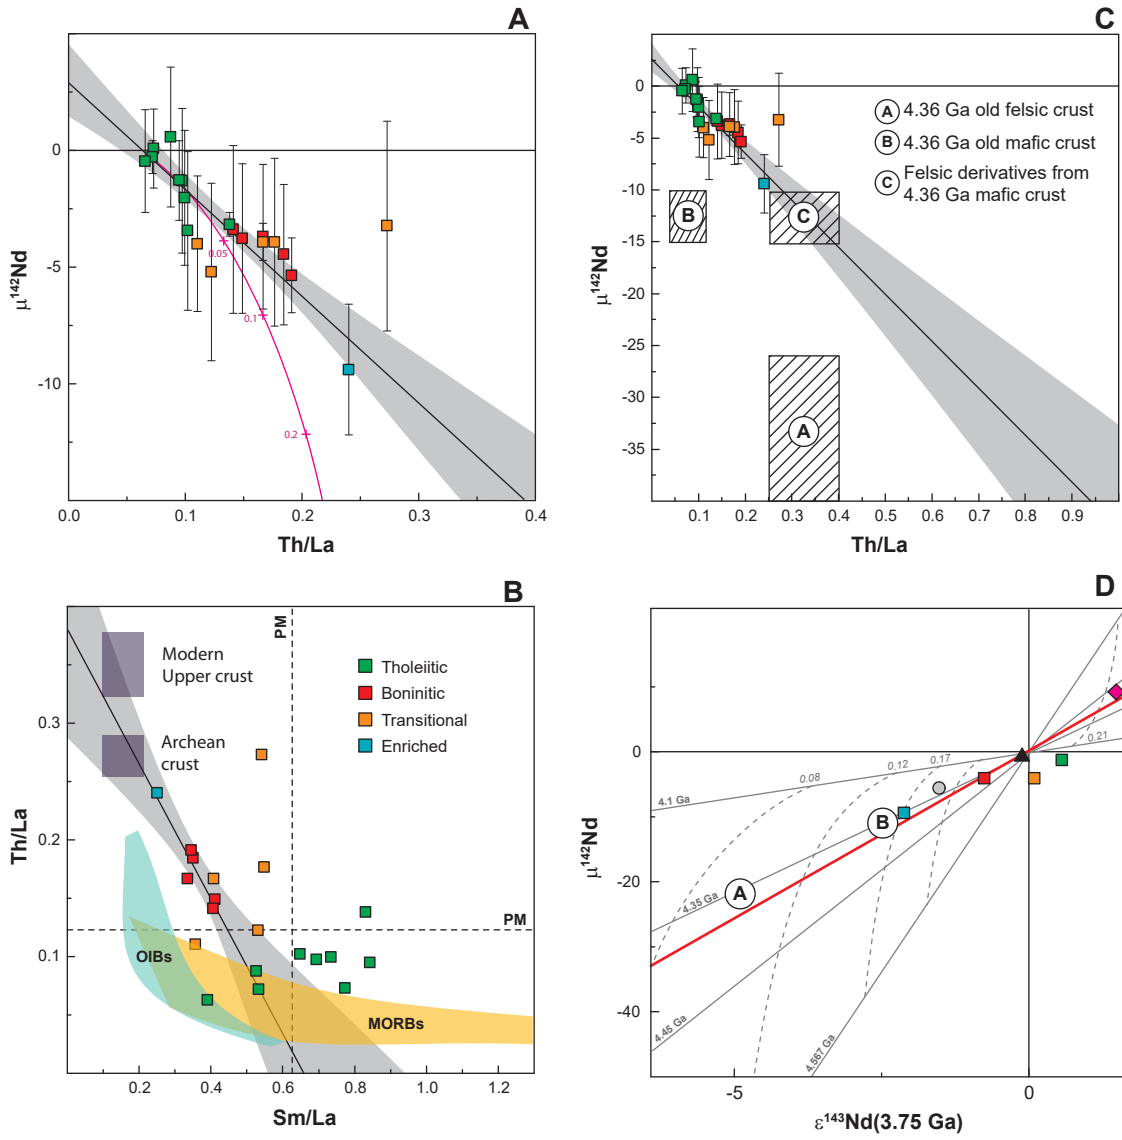 A
5
0
-5
-10
μ¹⁴²Nd
0.05
0.1
0.2
0.0
0.1
0.2
0.3
0.4
Th/La
C
0
-5
-10
-15
-20
-25
-30
-35
μ¹⁴²Nd
A 4.36 Ga old felsic crust
B 4.36 Ga old mafic crust
C Felsic derivatives from
4.36 Ga mafic crust
B
C
A
0.1 0.2 0.3 0.4 0.5 0.6 0.7 0.8 0.9
Th/La
B
0.3
0.2
0.1
Th/La
PM
Modern
Upper crust
Archean
crust
Tholeiitic
Boninitic
Transitional
Enriched
PM
OIBs
MORBs
0.2
0.4
0.6
0.8
1.0
1.2
Sm/La
D
0
-20
-40
μ¹⁴²Nd
0.08
0.12
0.17
0.21
4.1 Ga
4.35 Ga
4.45 Ga
4.567 Ga
B
A
-5
0
ε¹⁴³Nd(3.75 Ga)